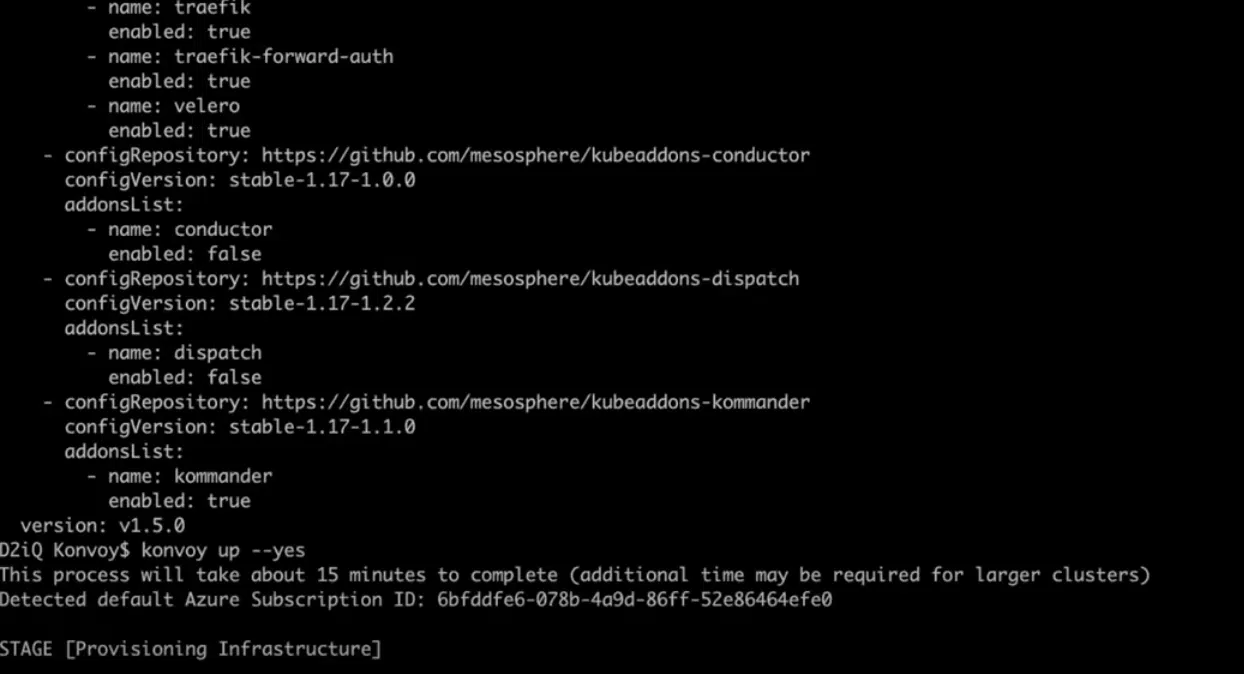 - name: traefik
enabled: true
- name: traefik-forward-auth
enabled: true
- name: velero
enabled: true
- configRepository: https://github.com/mesosphere/kubeaddons-conductor
configVersion: stable-1.17-1.0.0
addonsList:
- name: conductor
enabled: false
- configRepository: https://github.com/mesosphere/kubeaddons-dispatch
configVersion: stable-1.17-1.2.2
addonsList:
- name: dispatch
enabled: false
- configRepository: https://github.com/mesosphere/kubeaddons-kommander
configVersion: stable-1.17-1.1.0
addonsList:
- name: kommander
enabled: true
version: v1.5.0
D2iQ Konvoy$ konvoy up --yes
This process will take about 15 minutes to complete (additional time may be required for larger clusters)
Detected default Azure Subscription ID: 6bfddfe6-078b-4a9d-86ff-52e86464efe0
STAGE [Provisioning Infrastructure]